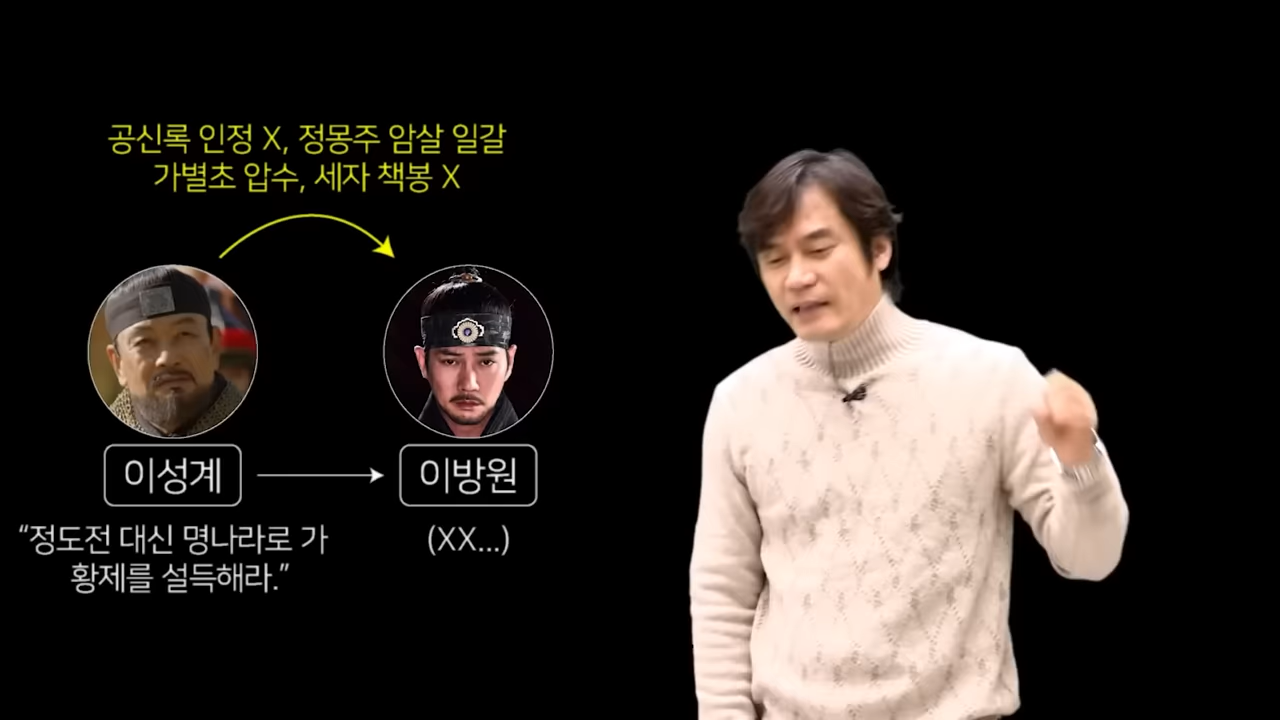 공신록 인정 X, 정몽주 암살 일갈
가별초 압수, 세자 책봉 X
이성계
이방원
“정도전 대신 명나라로 가
황제를 설득해라.”
(XX...)